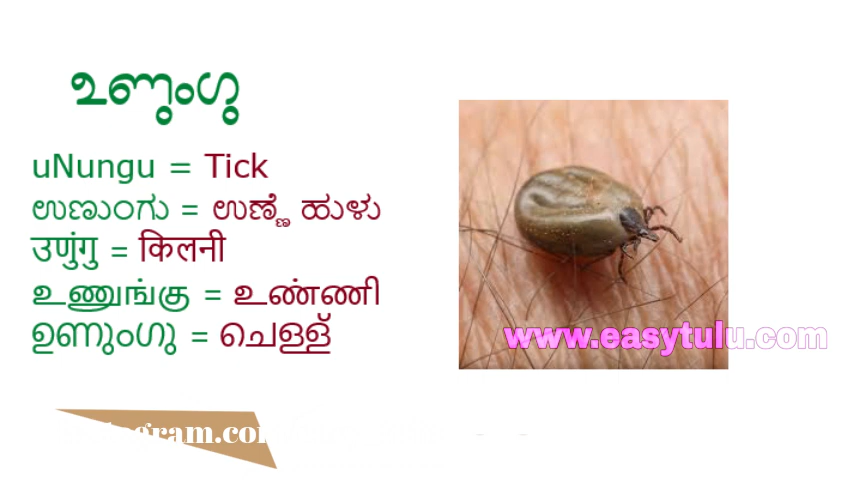 ഉണുംഗു
uNungu = Tick
ಉಣುಂಗು = ಉಣ್ಣೆ ಹುಳು
उणुंगु = किलनी
உணுங்கு = உண்ணி
ഉണുംഗു = ചെള്ള്
www.easytulu.com